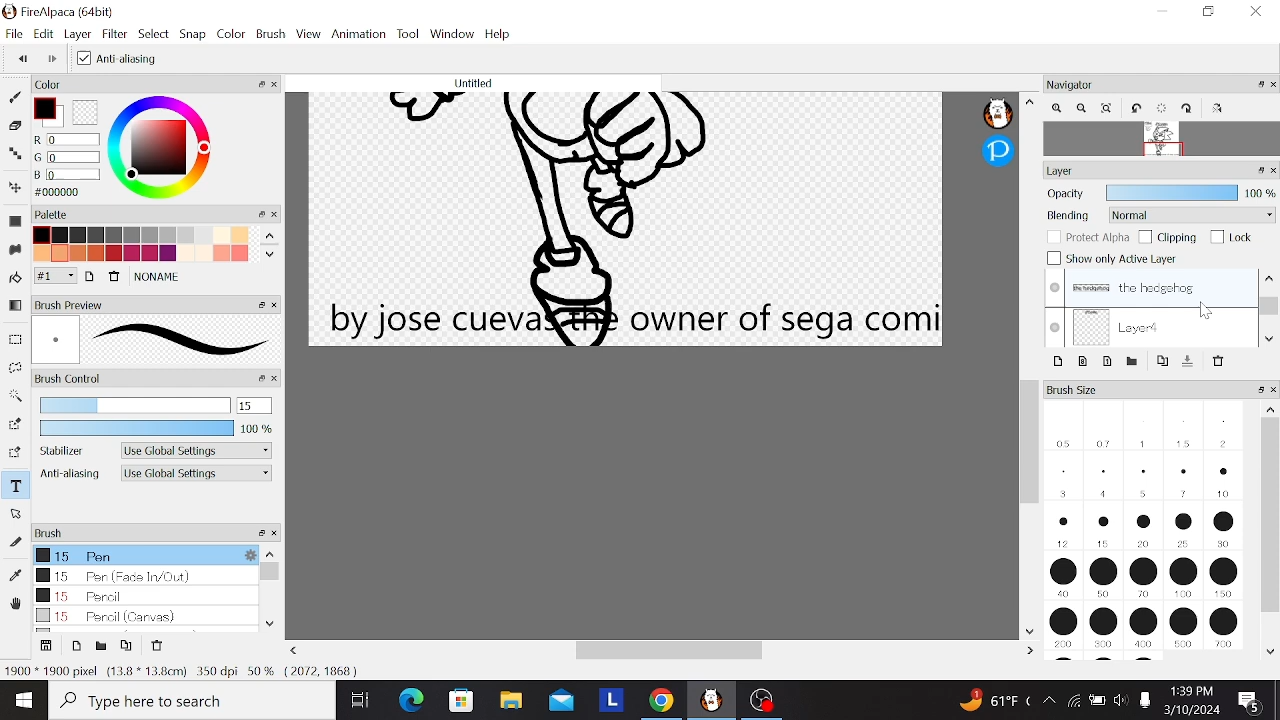 FireAlpaca (64bit)
File Edit Layer Filter Select Snap Color Brush View Animation Tool Window Help
Anti-aliasing
Color
Untitled
Navigator
R 0
G 0
B 0
#000000
Layer
Opacity 100 %
Blending Normal
Palette
Protect Alpha Clipping Lock
Show only Active Layer
#1 NONAME
the hedgehog the hedgehog
Brush Preview
by jose cuevas the owner of sega comi
Layer4
Brush Control
15
100 %
Brush Size
Stabilizer Use Global Settings
Anti-aliasing Use Global Settings
0.5 0.7 1 1.5 2
3 4 5 7 10
12 15 20 25 30
40 50 70 100 150
200 300 400 500 700
Brush
15 Pen
15 Pen (Fade In/Out)
15 Pencil
15 Pencil (Canvas)
1900 * 1900 pixel (13.8 * 13.8cm) 350 dpi 50 % ( 2072, 1868 )
Type here to search
L
1
61°F
1:39 PM
3/10/2024
5